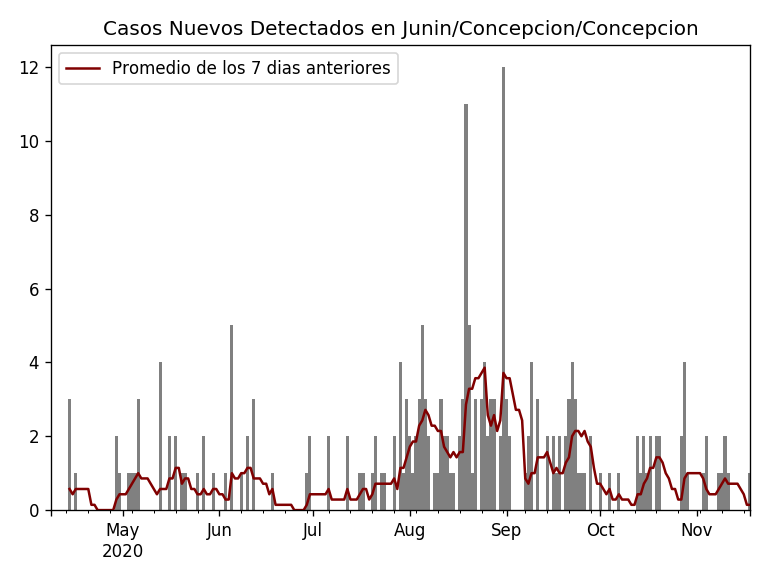 Casos Nuevos Detectados en Junin/Concepcion/Concepcion
Promedio de los 7 dias anteriores
12
10
8
6
4
2
0
May Jun Jul Aug Sep Oct Nov
2020